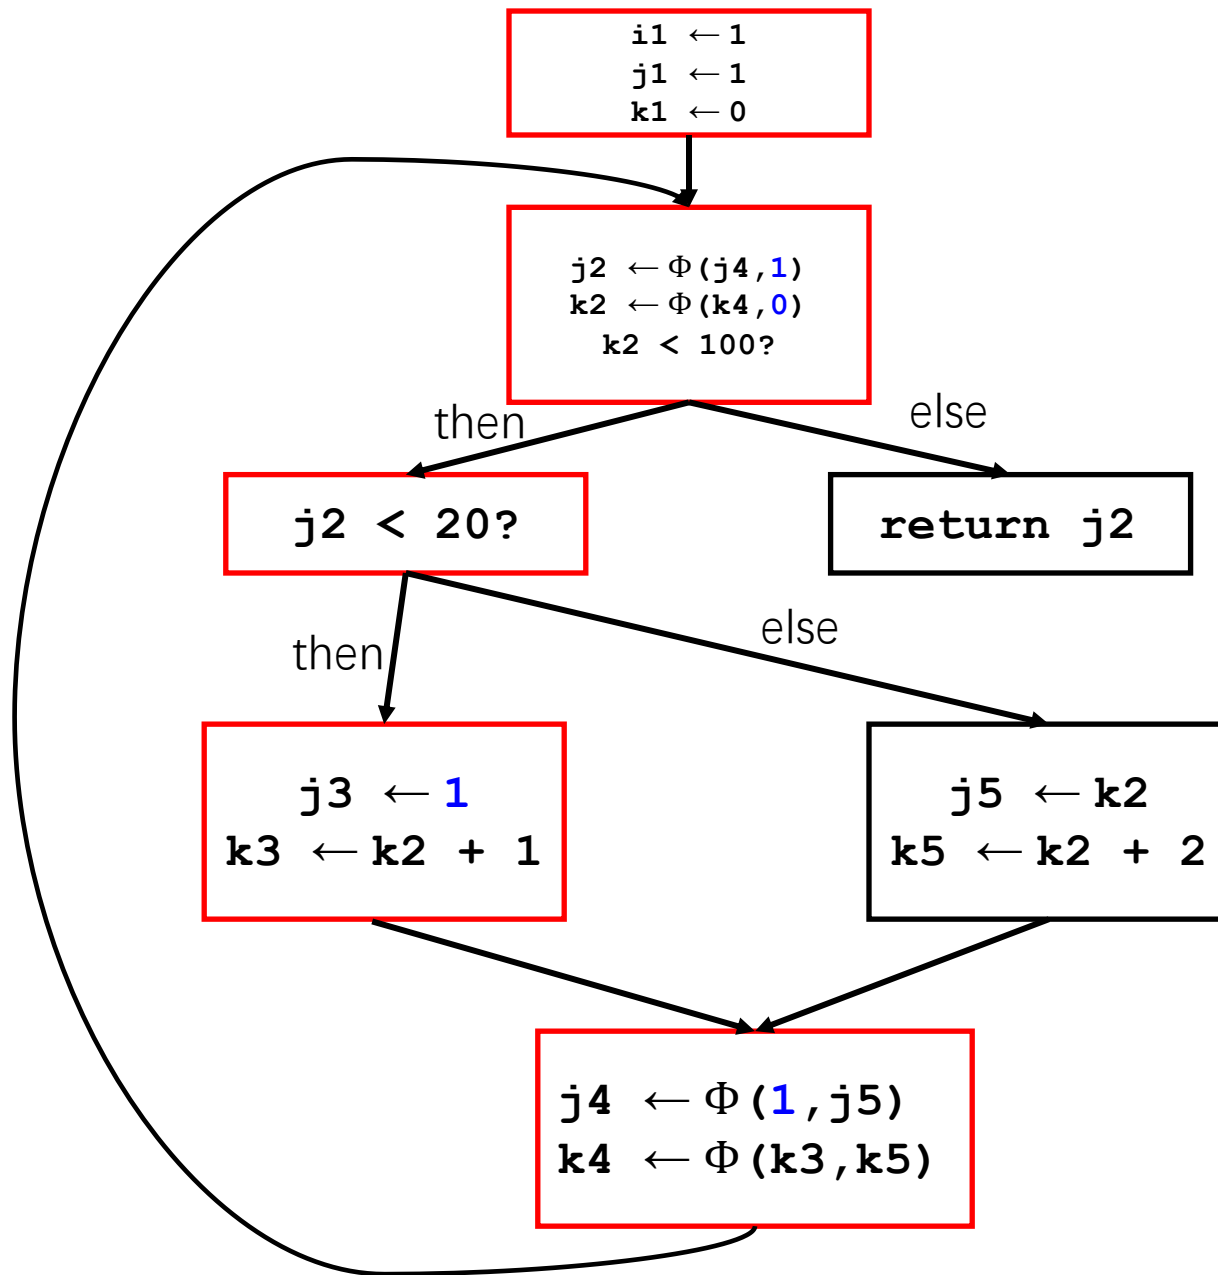 i1 ← 1
j1 ← 1
k1 ← 0
j2 ← Φ(j4,1)
k2 ← Φ(k4,0)
k2 < 100?
then
else
j2 < 20?
return j2
then
else
j3 ← 1
k3 ← k2 + 1
j5 ← k2
k5 ← k2 + 2
j4 ← Φ(1,j5)
k4 ← Φ(k3,k5)